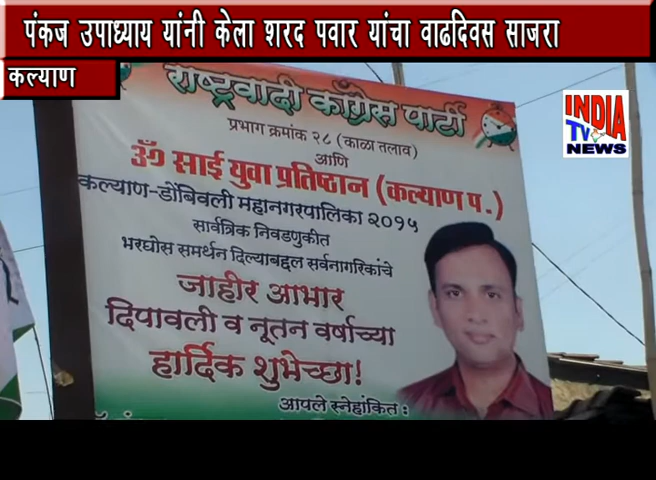 पंकज उपाध्याय यांनी केला शरद पवार यांचा वाढदिवस साजरा
कल्याण
INDIA
TV
NEWS
राष्ट्रवादी काँग्रेस पार्टी
प्रभाग क्रमांक २८ (काळा तलाव)
आणि
ॐ साई युवा प्रतिष्ठान (कल्याण प.)
कल्याण-डोंबिवली महानगरपालिका २०१५
सार्वत्रिक निवडणुकीत
भरघोस समर्थन दिल्याबद्दल सर्वनागरिकांचे
जाहीर आभार
दिपावली व नूतन वर्षाच्या
हार्दिक शुभेच्छा!
आपले स्नेहांकित :